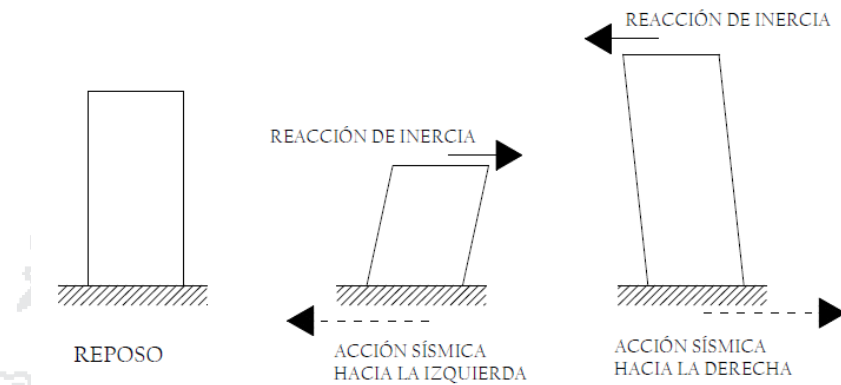 REACCIÓN DE INERCIA
REACCIÓN DE INERCIA
REPOSO
ACCIÓN SÍSMICA
HACIA LA IZQUIERDA
ACCIÓN SÍSMICA
HACIA LA DERECHA